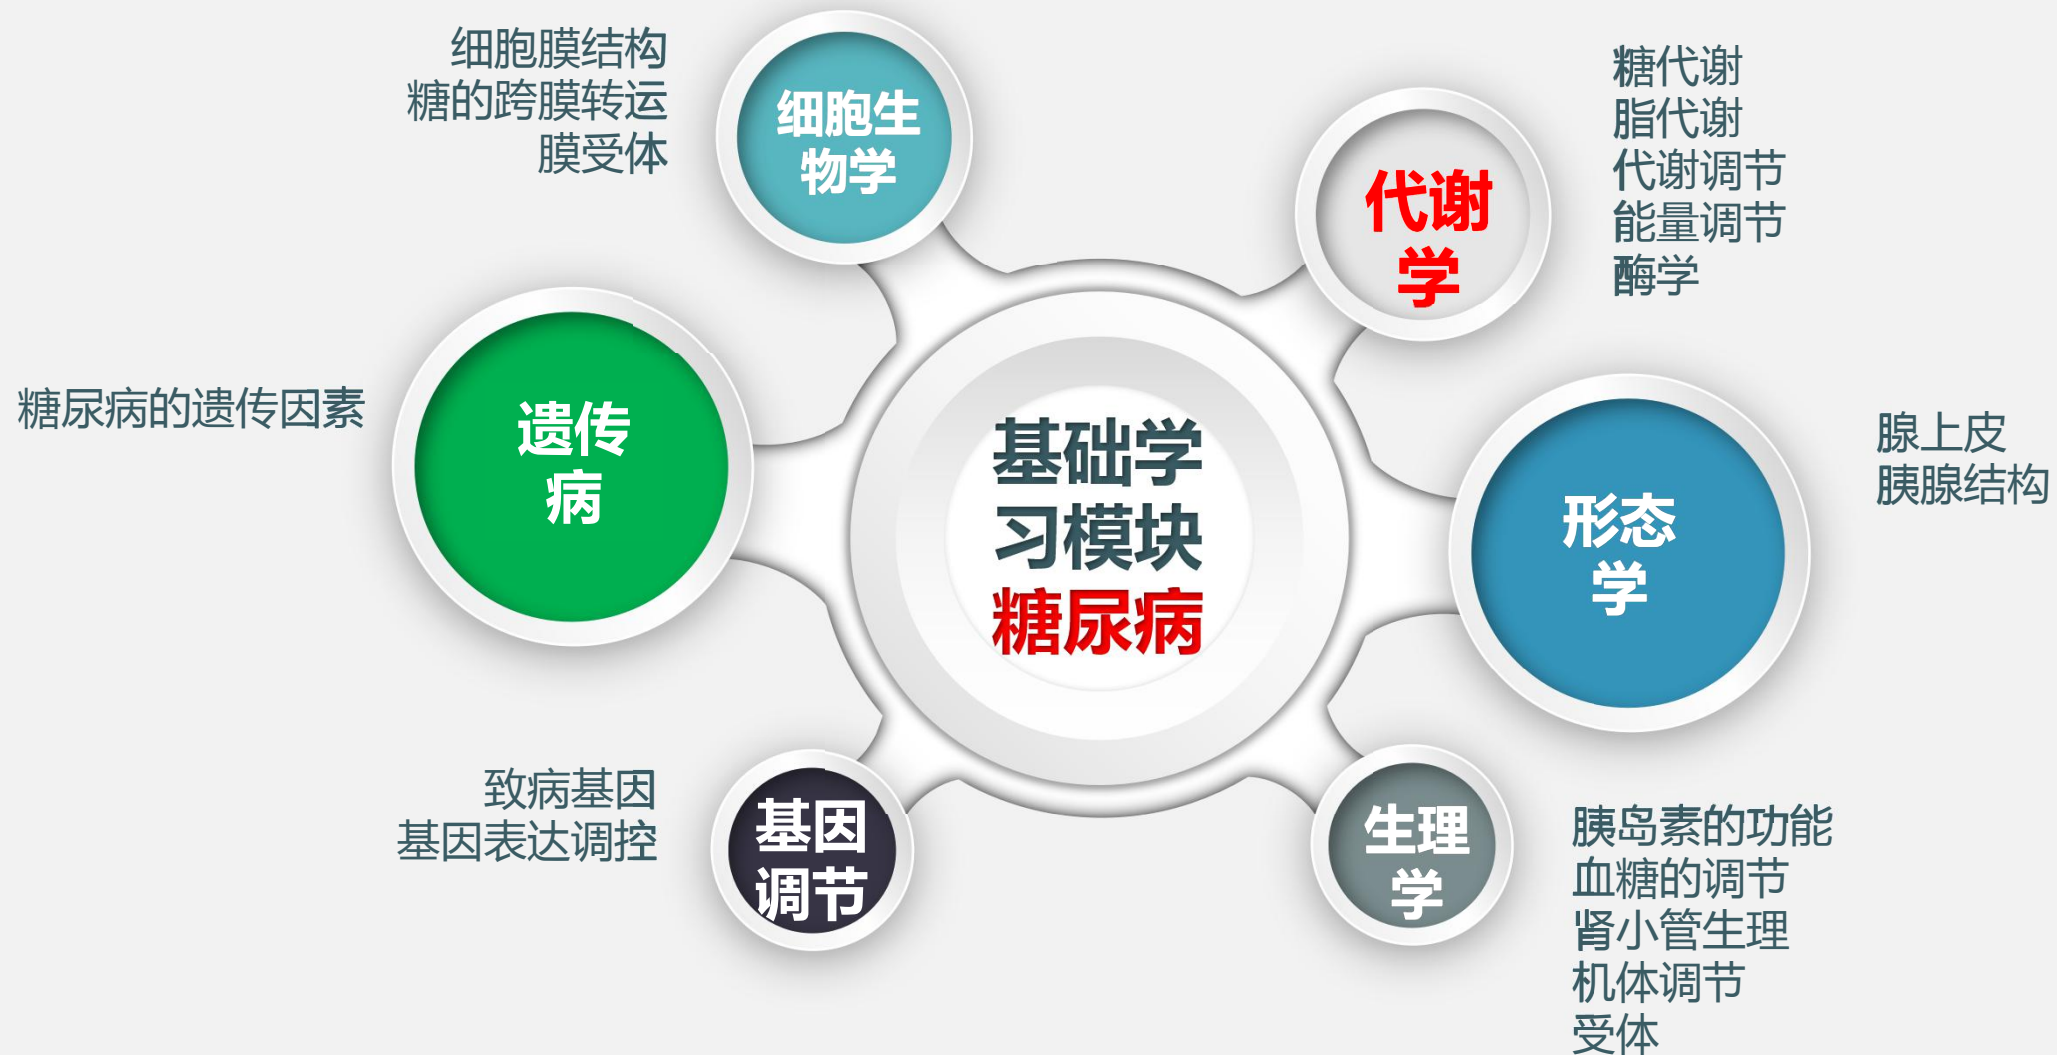 细胞膜结构
糖的跨膜转运
膜受体
细胞生
物学
糖代谢
脂代谢
代谢调节
能量调节
酶学
代谢
学
糖尿病的遗传因素
遗传
病
基础学
习模块
糖尿病
形态
学
腺上皮
胰腺结构
致病基因
基因表达调控
基因
调节
生理
学
胰岛素的功能
血糖的调节
肾小管生理
机体调节
受体